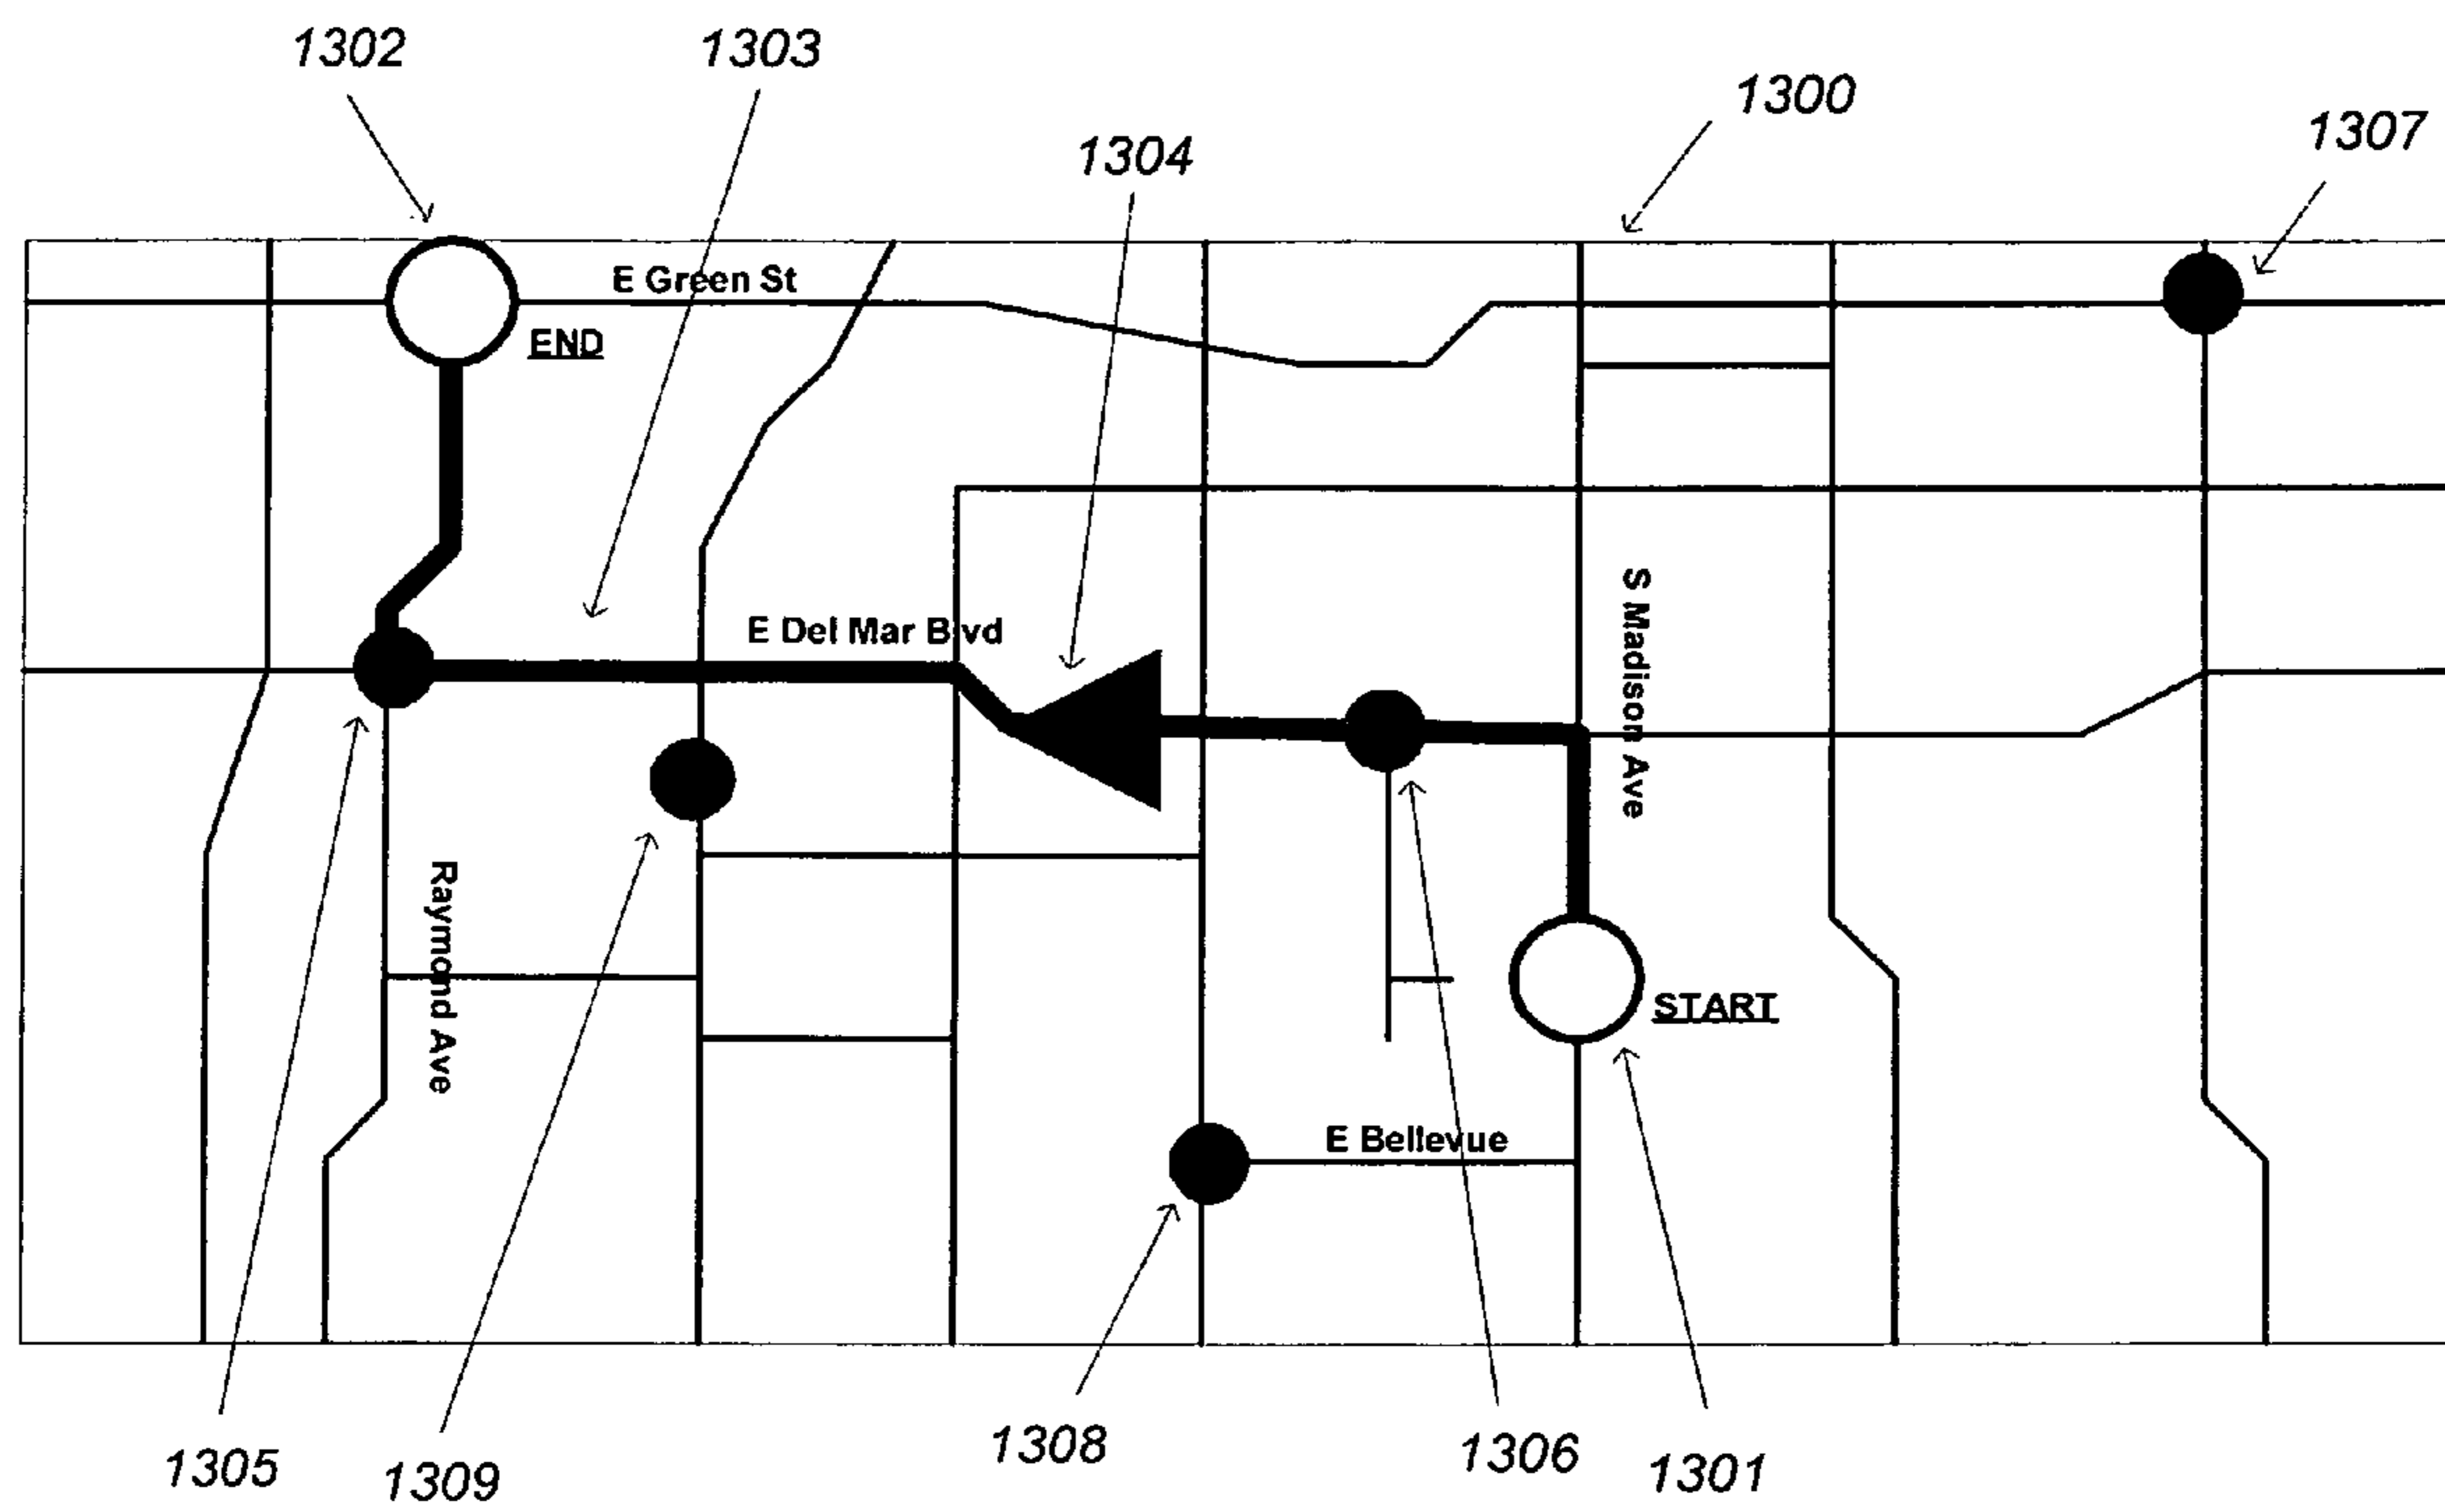 1302
1303
1300
1307
1304
E Green St
END
E Del Mar Blvd
S Madison Ave
Raymond Ave
START
E Bellevue
1308
1306
1301
1305
1309